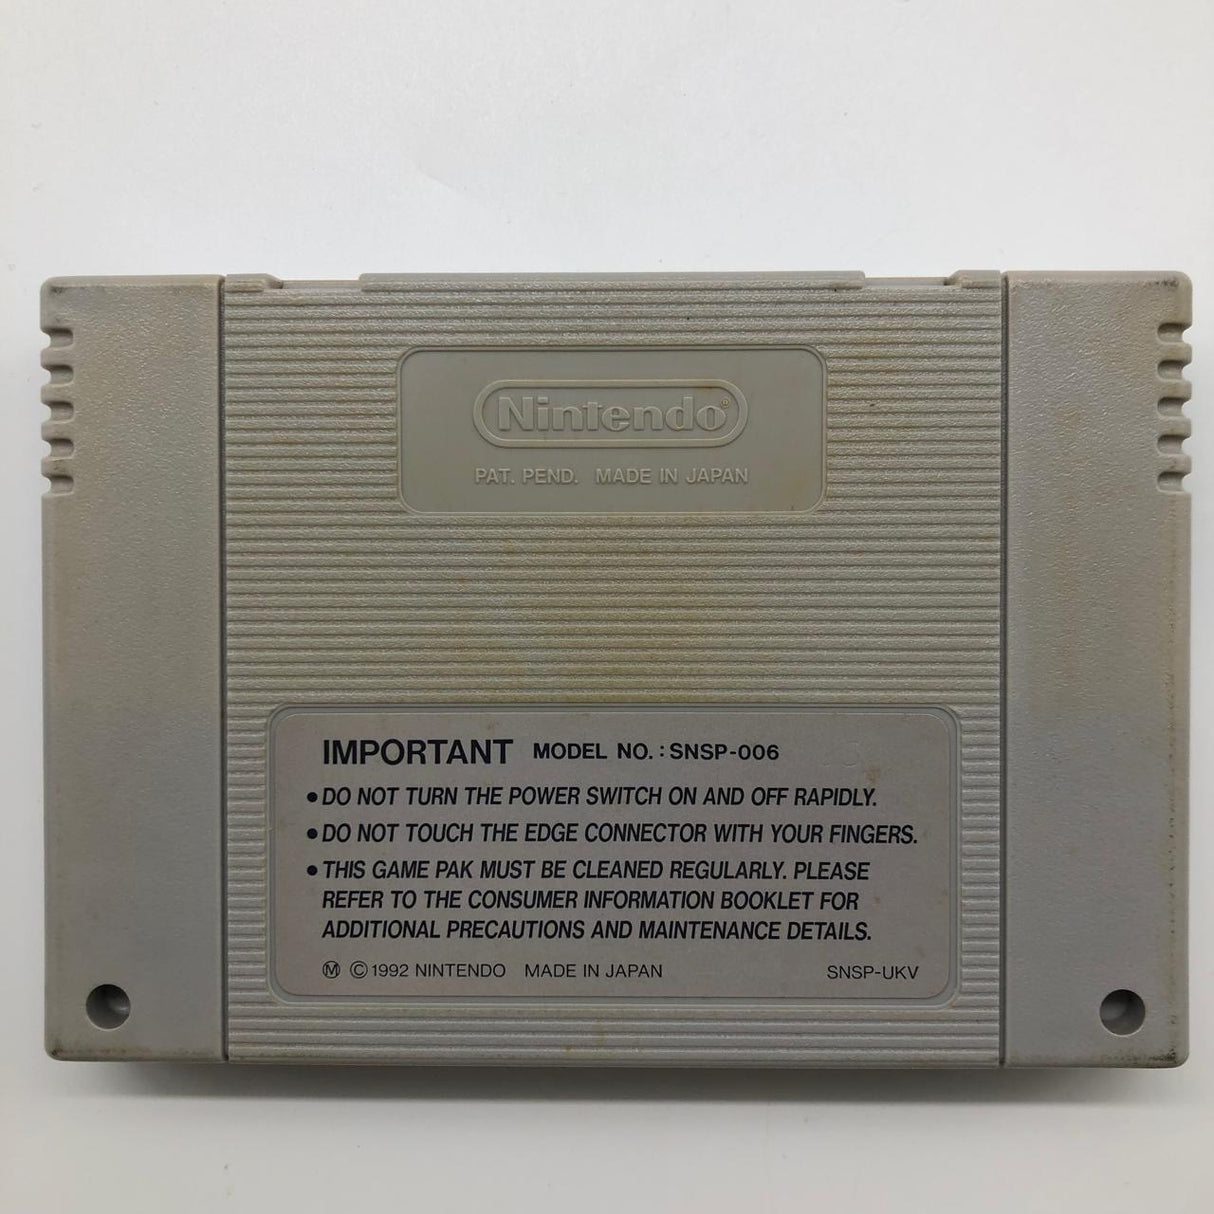 Nintendo®
PAT. PEND. MADE IN JAPAN
IMPORTANT MODEL NO.: SNSP-006
•DO NOT TURN THE POWER SWITCH ON AND OFF RAPIDLY.
•DO NOT TOUCH THE EDGE CONNECTOR WITH YOUR FINGERS.
•THIS GAME PAK MUST BE CLEANED REGULARLY. PLEASE
REFER TO THE CONSUMER INFORMATION BOOKLET FOR
ADDITIONAL PRECAUTIONS AND MAINTENANCE DETAILS.
Ⓜ ©1992 NINTENDO MADE IN JAPAN SNSP-UKV